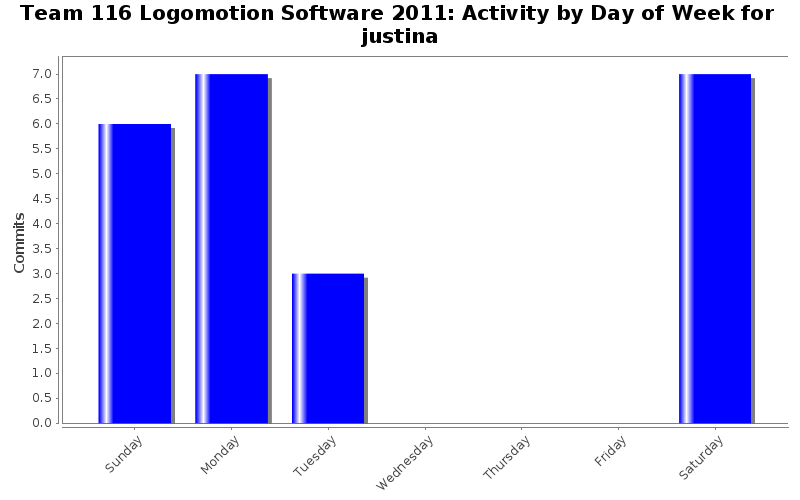 Team 116 Logomotion Software 2011: Activity by Day of Week for
justina
7.0
6.5
6.0
5.5
5.0
4.5
4.0
3.5
3.0
2.5
2.0
1.5
1.0
0.5
0.0
Commits
Sunday
Monday
Tuesday
Wednesday
Thursday
Friday
Saturday